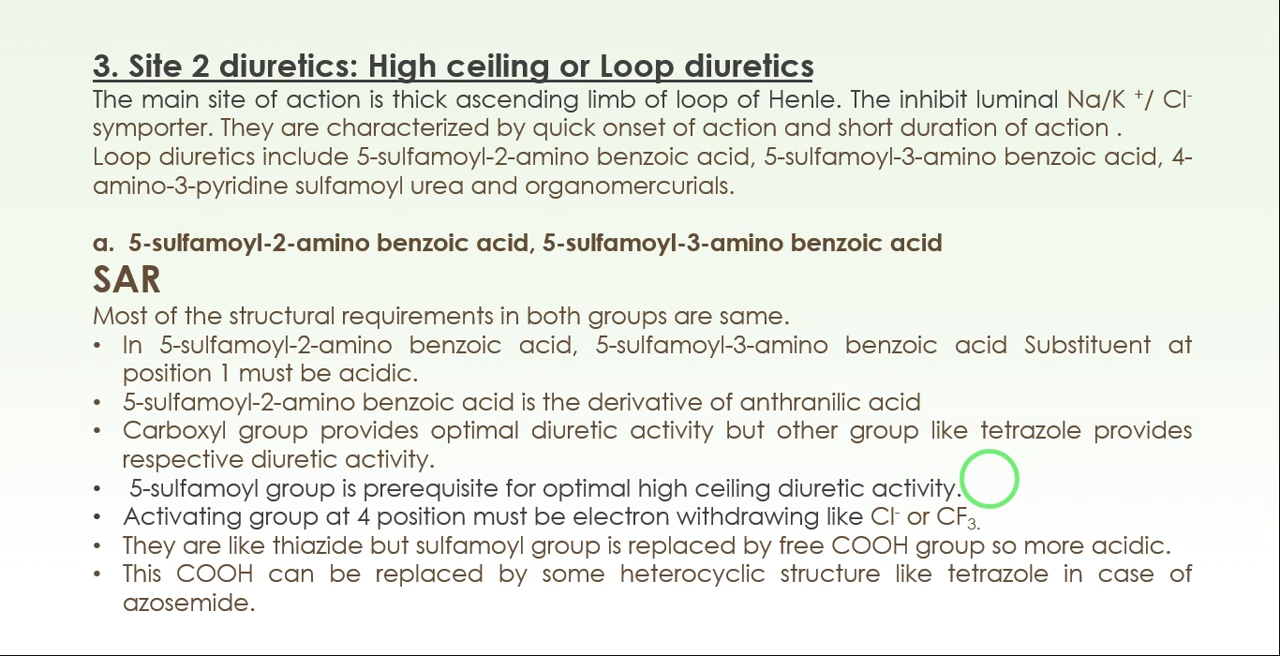 3. Site 2 diuretics: High ceiling or Loop diuretics
The main site of action is thick ascending limb of loop of Henle. The inhibit luminal Na/K ⁺/ Cl⁻
symporter. They are characterized by quick onset of action and short duration of action .
Loop diuretics include 5-sulfamoyl-2-amino benzoic acid, 5-sulfamoyl-3-amino benzoic acid, 4-
amino-3-pyridine sulfamoyl urea and organomercurials.
a. 5-sulfamoyl-2-amino benzoic acid, 5-sulfamoyl-3-amino benzoic acid
SAR
Most of the structural requirements in both groups are same.
• In 5-sulfamoyl-2-amino benzoic acid, 5-sulfamoyl-3-amino benzoic acid Substituent at
position 1 must be acidic.
• 5-sulfamoyl-2-amino benzoic acid is the derivative of anthranilic acid
• Carboxyl group provides optimal diuretic activity but other group like tetrazole provides
respective diuretic activity.
• 5-sulfamoyl group is prerequisite for optimal high ceiling diuretic activity.
• Activating group at 4 position must be electron withdrawing like Cl⁻ or CF₃.
• They are like thiazide but sulfamoyl group is replaced by free COOH group so more acidic.
• This COOH can be replaced by some heterocyclic structure like tetrazole in case of
azosemide.